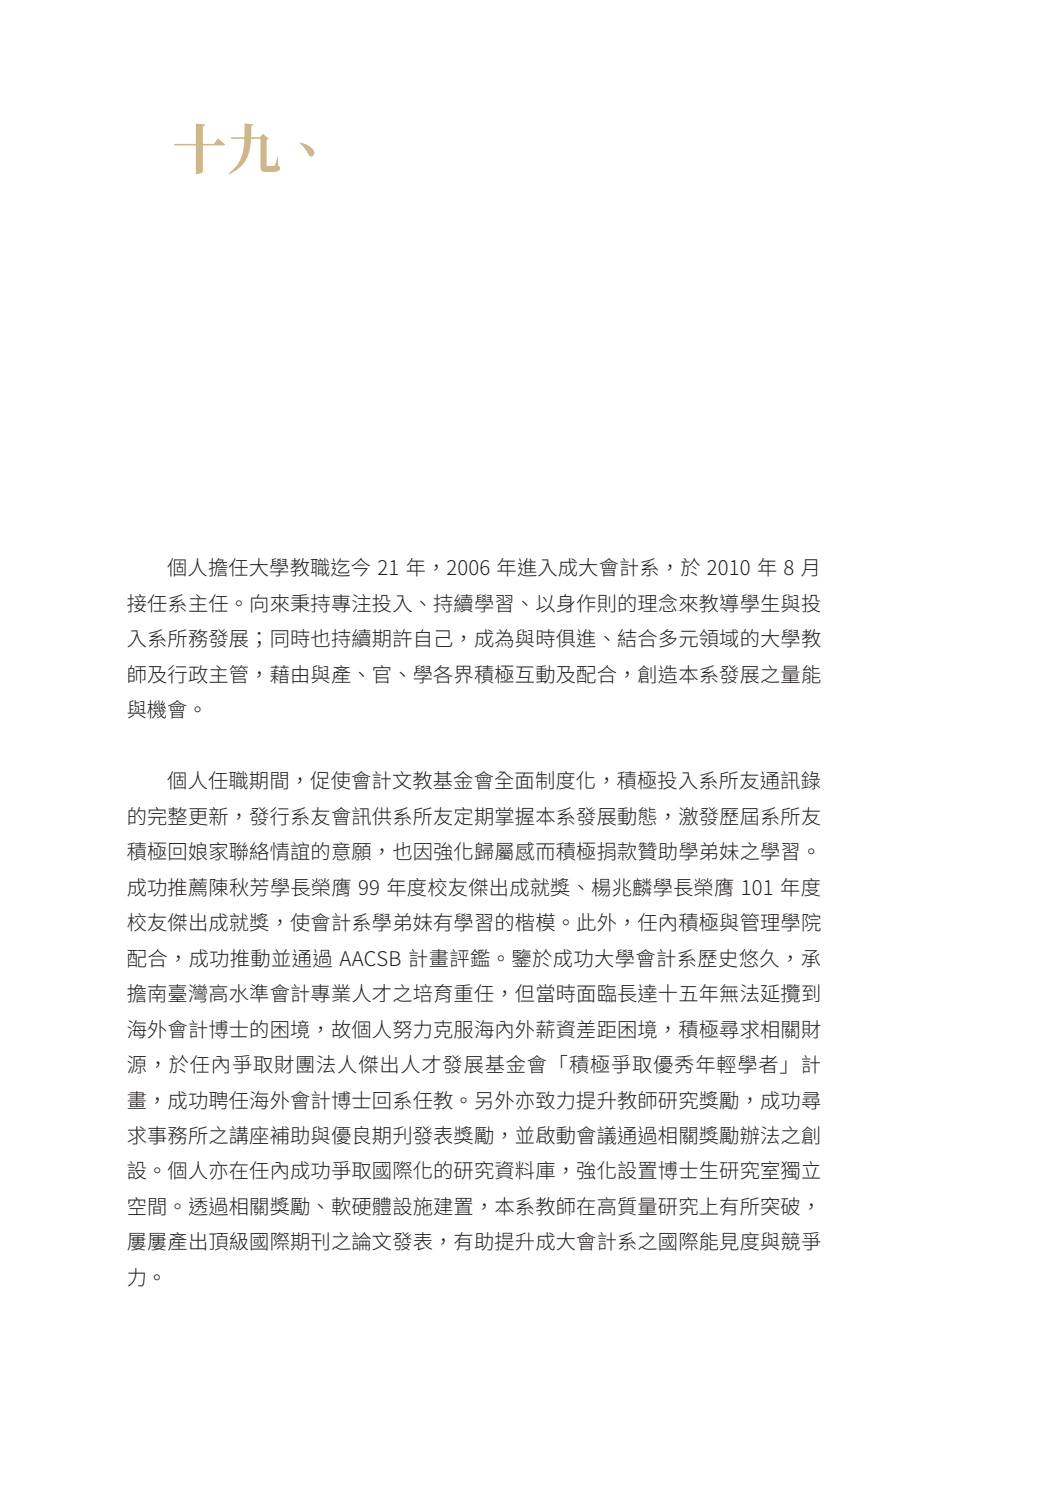 十九、
個人擔任大學教職迄今 21 年，2006 年進入成大會計系，於 2010 年 8 月
接任系主任。向來秉持專注投入、持續學習、以身作則的理念來教導學生與投
入系所務發展；同時也持續期許自己，成為與時俱進、結合多元領域的大學教
師及行政主管，藉由與產、官、學各界積極互動及配合，創造本系發展之量能
與機會。
個人任職期間，促使會計文教基金會全面制度化，積極投入系所友通訊錄
的完整更新，發行系友會訊供系所友定期掌握本系發展動態，激發歷屆系所友
積極回娘家聯絡情誼的意願，也因強化歸屬感而積極捐款贊助學弟妹之學習。
成功推薦陳秋芳學長榮膺 99 年度校友傑出成就獎、楊兆麟學長榮膺 101 年度
校友傑出成就獎，使會計系學弟妹有學習的楷模。此外，任內積極與管理學院
配合，成功推動並通過 AACSB 計畫評鑑。鑒於成功大學會計系歷史悠久，承
擔南臺灣高水準會計專業人才之培育重任，但當時面臨長達十五年無法延攬到
海外會計博士的困境，故個人努力克服海內外薪資差距困境，積極尋求相關財
源，於任內爭取財團法人傑出人才發展基金會「積極爭取優秀年輕學者」計
畫，成功聘任海外會計博士回系任教。另外亦致力提升教師研究獎勵，成功尋
求事務所之講座補助與優良期刊發表獎勵，並啟動會議通過相關獎勵辦法之創
設。個人亦在任內成功爭取國際化的研究資料庫，強化設置博士生研究室獨立
空間。透過相關獎勵、軟硬體設施建置，本系教師在高質量研究上有所突破，
屢屢產出頂級國際期刊之論文發表，有助提升成大會計系之國際能見度與競爭
力。